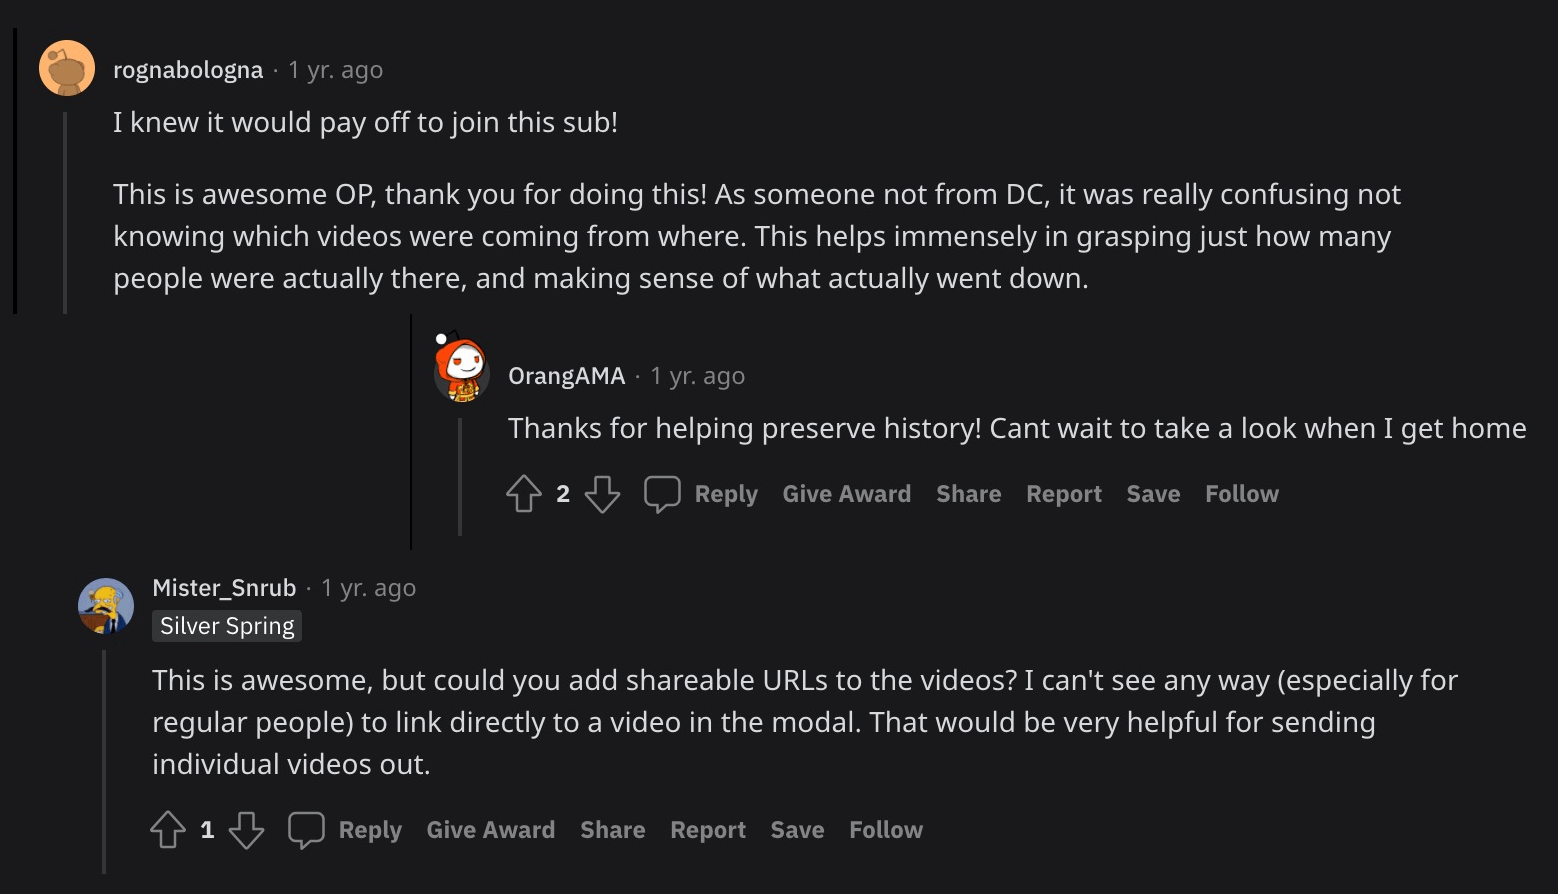 rognabologna · 1 yr. ago
I knew it would pay off to join this sub!
This is awesome OP, thank you for doing this! As someone not from DC, it was really confusing not
knowing which videos were coming from where. This helps immensely in grasping just how many
people were actually there, and making sense of what actually went down.
OrangAMA · 1 yr. ago
Thanks for helping preserve history! Cant wait to take a look when I get home
2 Reply Give Award Share Report Save Follow
Mister_Snrub · 1 yr. ago
Silver Spring
This is awesome, but could you add shareable URLs to the videos? I can't see any way (especially for
regular people) to link directly to a video in the modal. That would be very helpful for sending
individual videos out.
1 Reply Give Award Share Report Save Follow